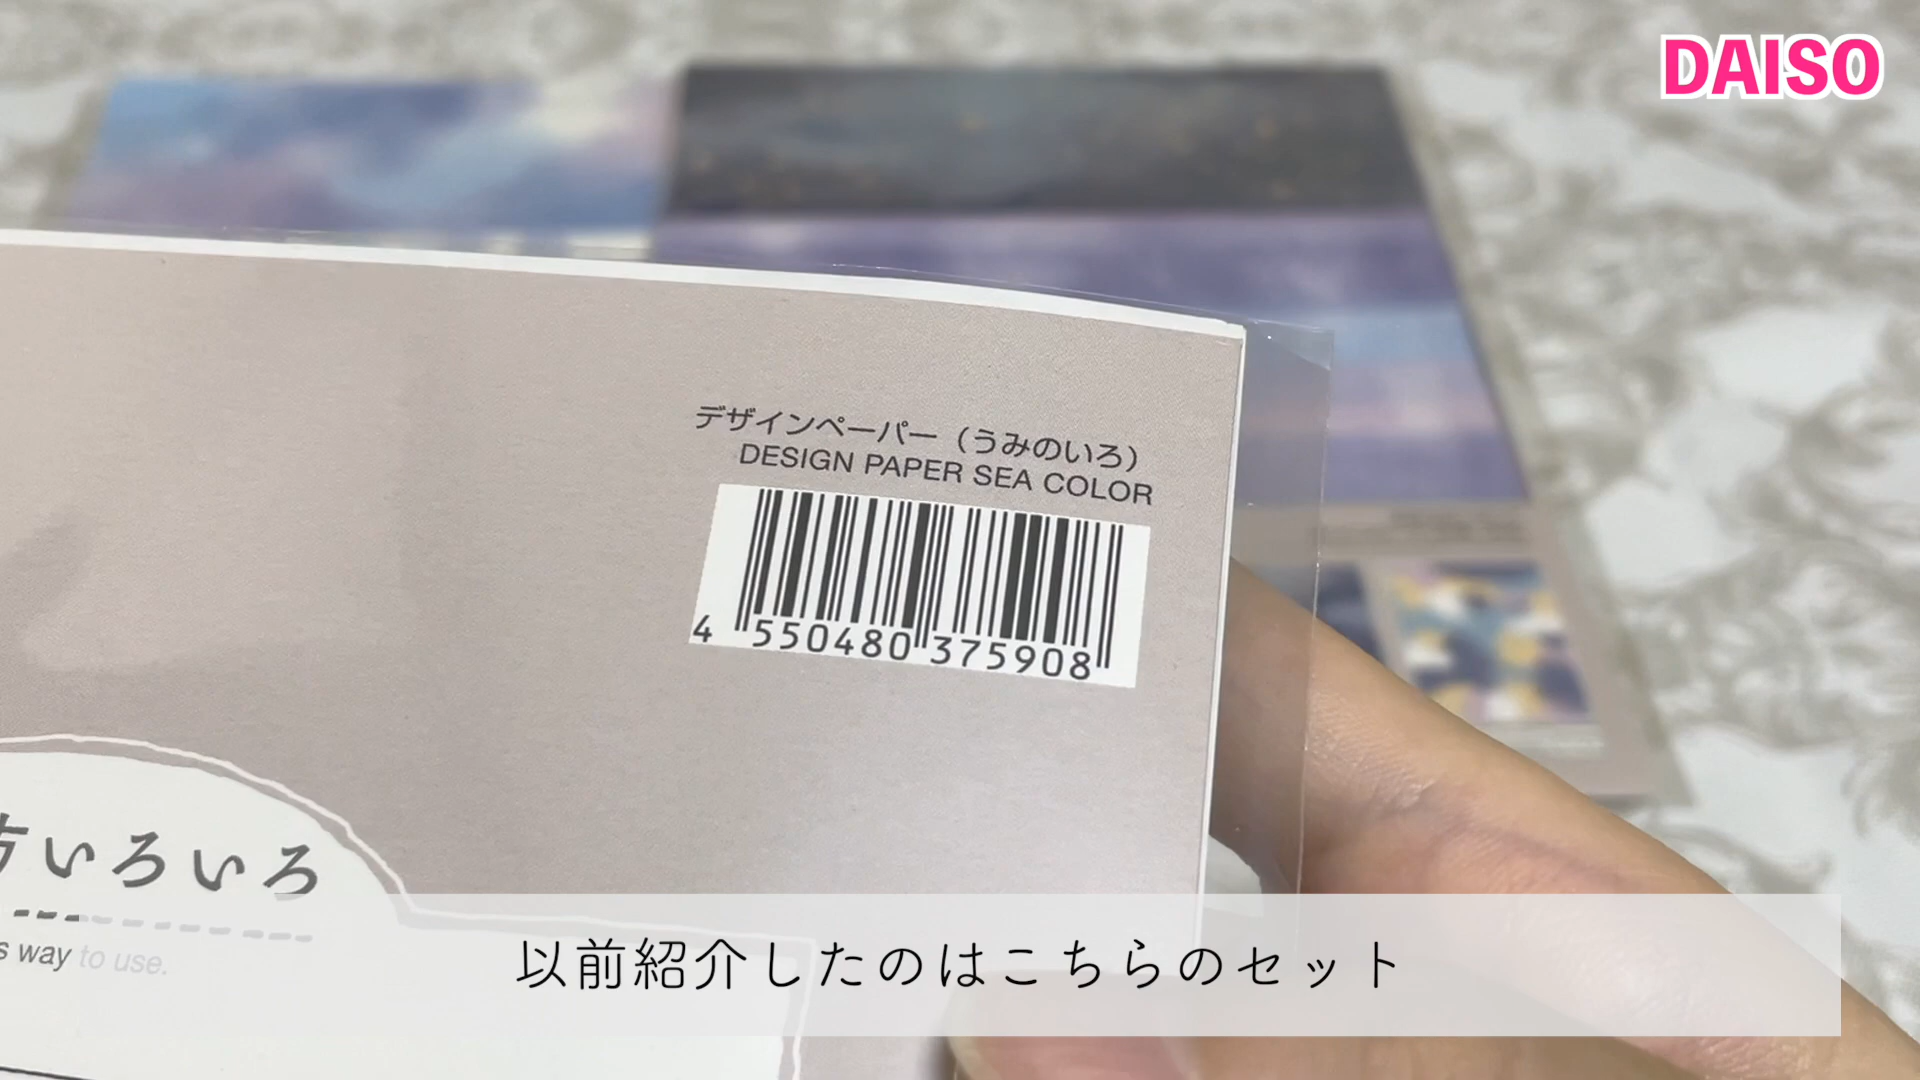 DAISO
デザインペーパー（うみのいろ）
DESIGN PAPER SEA COLOR
4 550480 375908
方いろいろ
s way to use.
以前紹介したのはこちらのセット